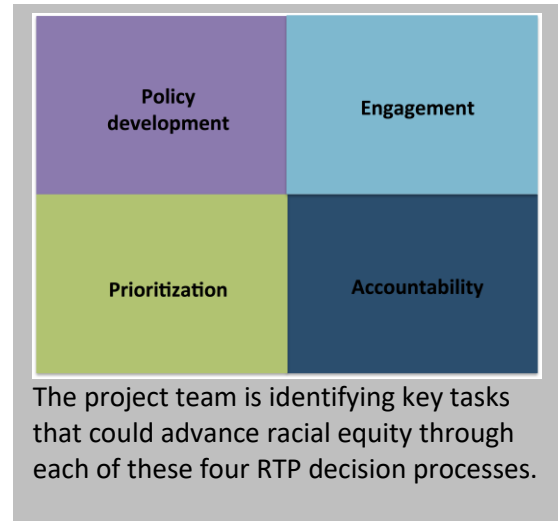 Policy
development
Engagement
Prioritization
Accountability
The project team is identifying key tasks
that could advance racial equity through
each of these four RTP decision processes.